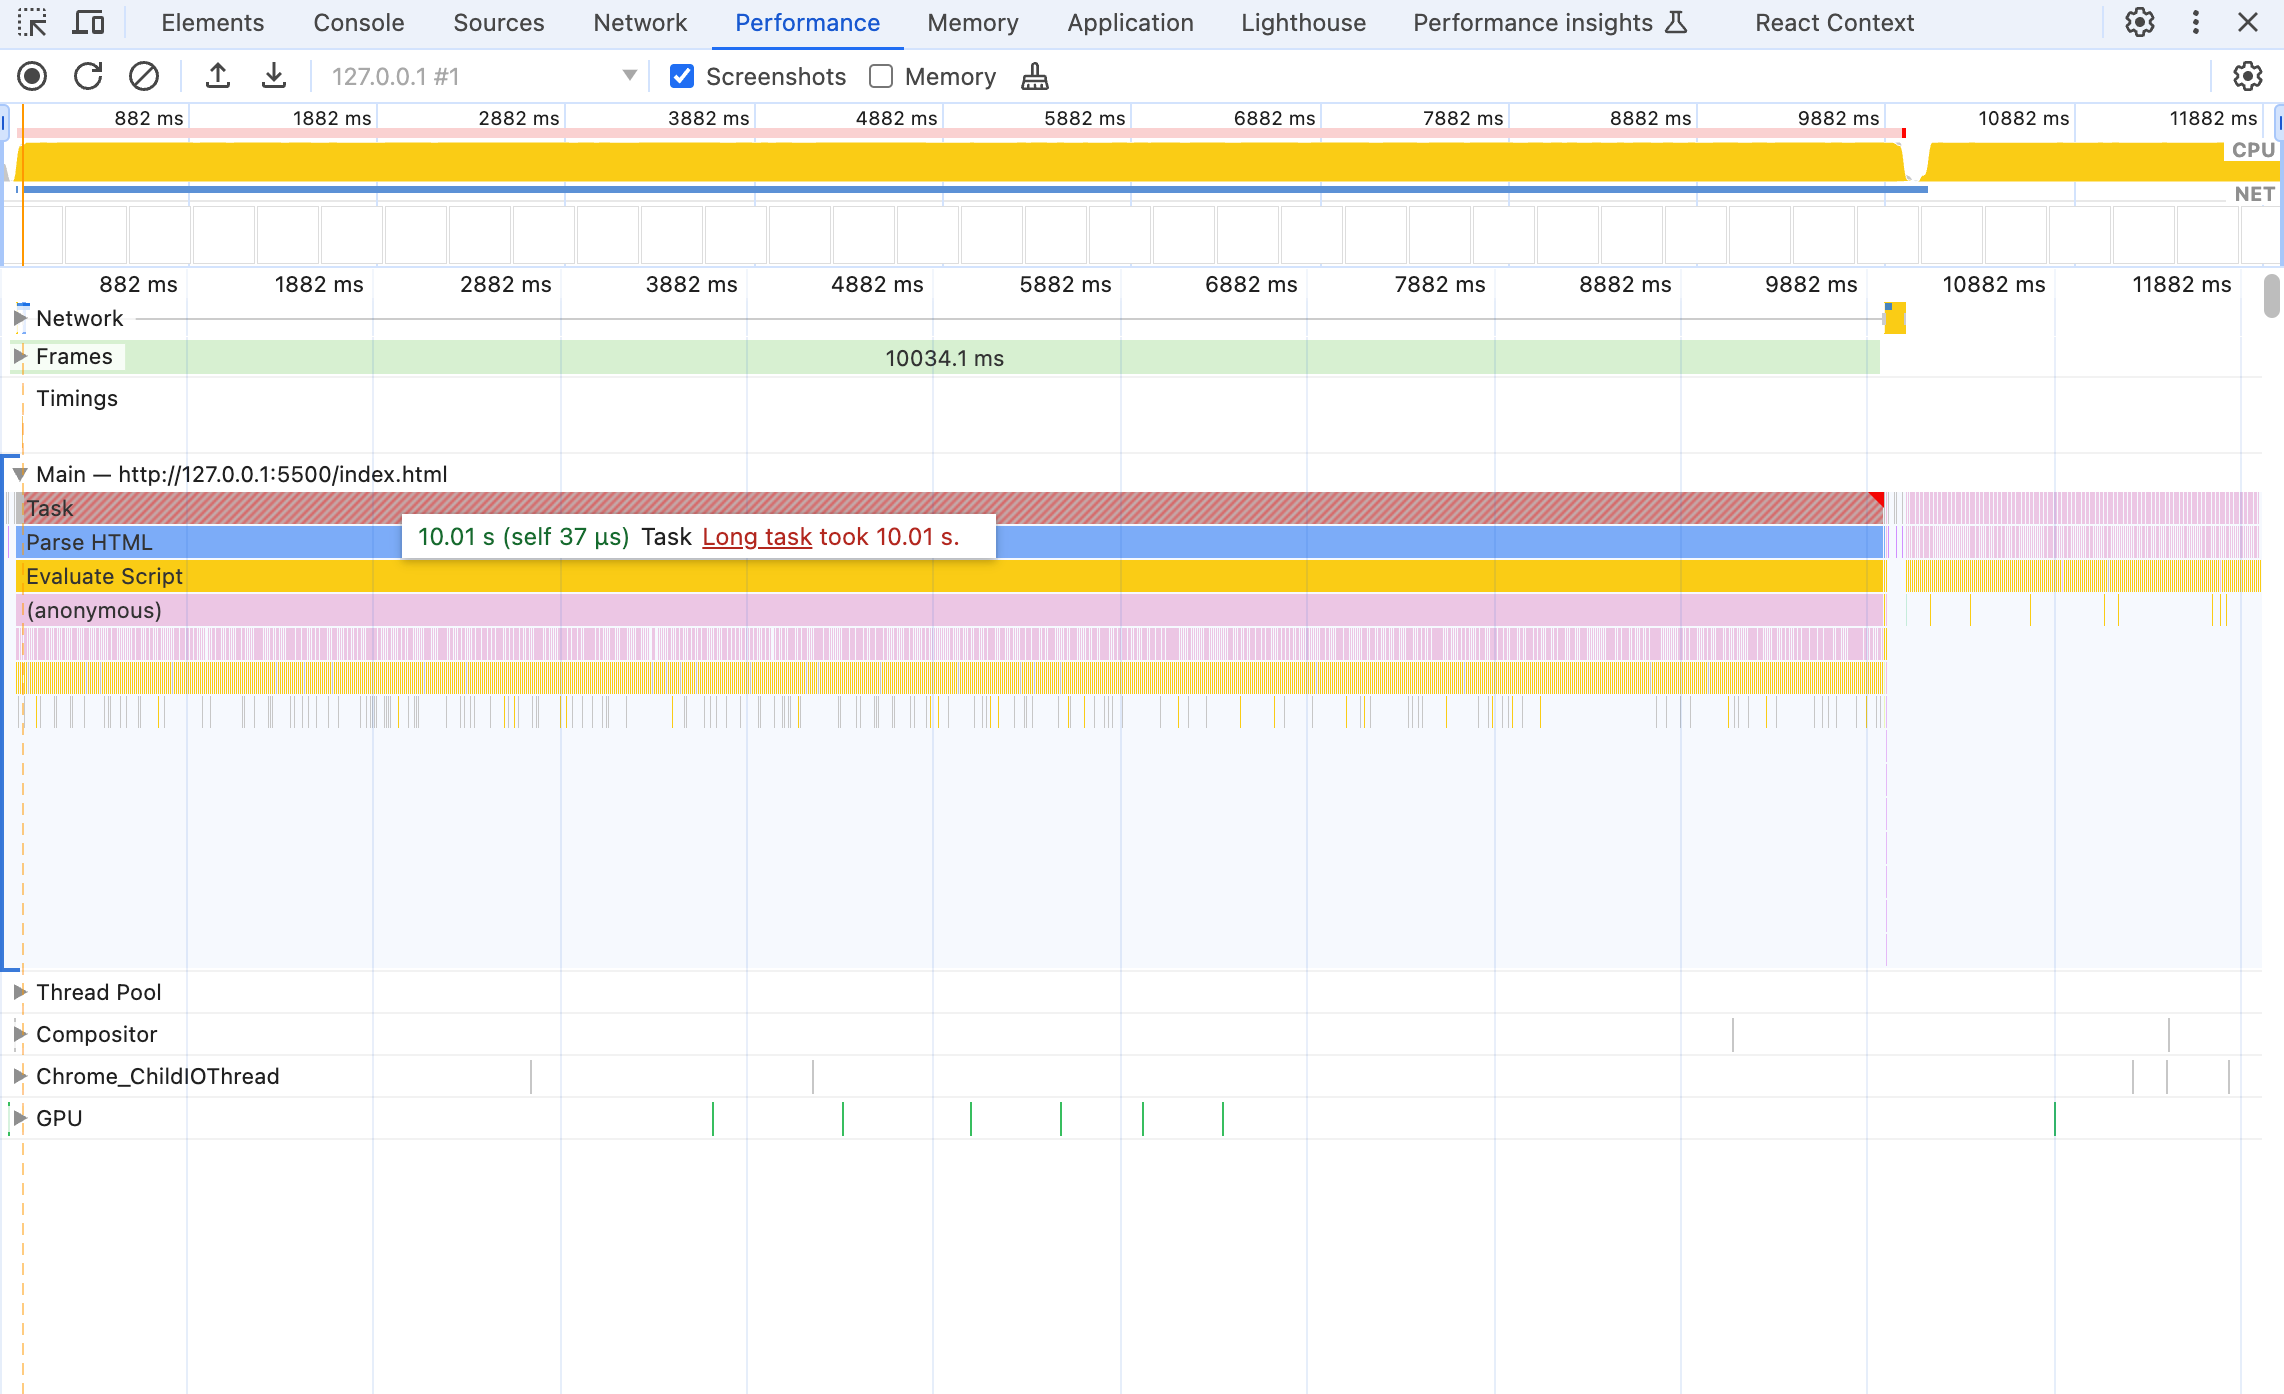 Elements Console Sources Network Performance Memory Application Lighthouse Performance insights React Context
127.0.0.1 #1 Screenshots Memory
882 ms 1882 ms 2882 ms 3882 ms 4882 ms 5882 ms 6882 ms 7882 ms 8882 ms 9882 ms 10882 ms 11882 ms
CPU
NET
882 ms 1882 ms 2882 ms 3882 ms 4882 ms 5882 ms 6882 ms 7882 ms 8882 ms 9882 ms 10882 ms 11882 ms
Network
Frames 10034.1 ms
Timings
Main — http://127.0.0.1:5500/index.html
Task
10.01 s (self 37 μs) Task Long task took 10.01 s.
Parse HTML
Evaluate Script
(anonymous)
Thread Pool
Compositor
Chrome_ChildIOThread
GPU